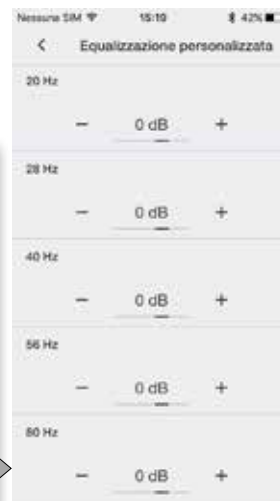 Nessuna SIM 15:19 42%
< Equalizzazione personalizzata
20 Hz
− 0 dB +
28 Hz
− 0 dB +
40 Hz
− 0 dB +
56 Hz
− 0 dB +
80 Hz
− 0 dB +